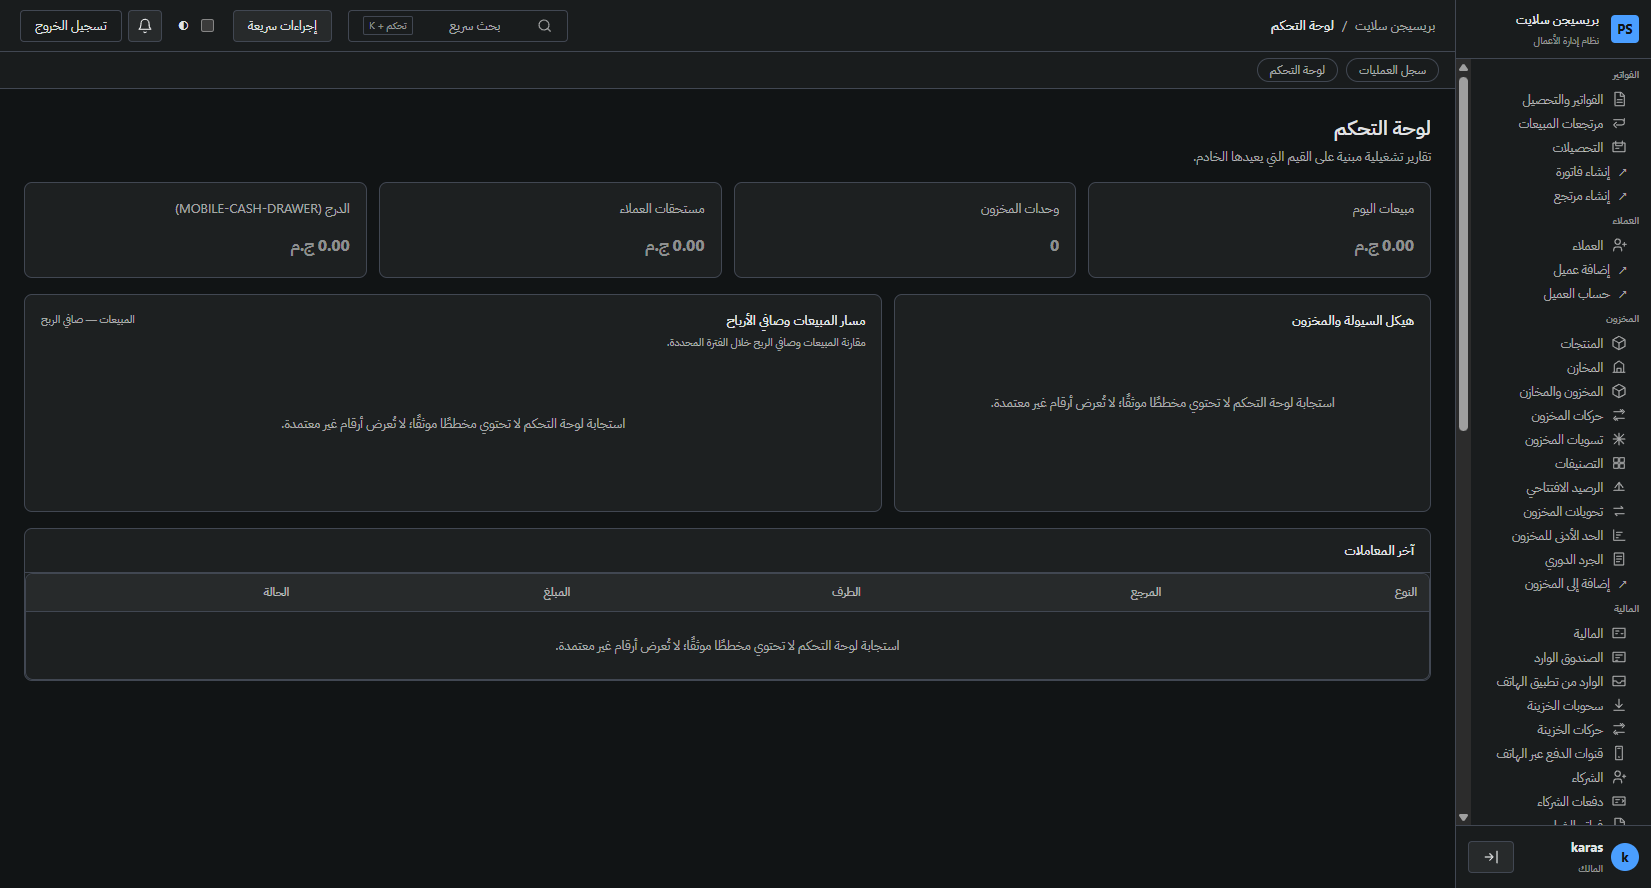 PS
بريسيجن سلايت
نظام إدارة الأعمال
بريسيجن سلايت / لوحة التحكم
بحث سريع
تحكم + K
إجراءات سريعة
تسجيل الخروج
سجل العمليات
لوحة التحكم
الفواتير
الفواتير والتحصيل
مرتجعات المبيعات
التحصيلات
إنشاء فاتورة
إنشاء مرتجع
العملاء
العملاء
إضافة عميل
حساب العميل
المخزون
المنتجات
المخازن
المخزون والمخازن
حركات المخزون
تسويات المخزون
التصنيفات
الرصيد الافتتاحي
تحويلات المخزون
الحد الأدنى للمخزون
الجرد الدوري
إضافة إلى المخزون
المالية
المالية
الصندوق الوارد
الوارد من تطبيق الهاتف
سحوبات الخزينة
حركات الخزينة
قنوات الدفع عبر الهاتف
الشركاء
دفعات الشركاء
k
karas
المالك
لوحة التحكم
تقارير تشغيلية مبنية على القيم التي يعيدها الخادم.
مبيعات اليوم
0.00 ج.م
وحدات المخزون
0
مستحقات العملاء
0.00 ج.م
الدرج (MOBILE-CASH-DRAWER)
0.00 ج.م
هيكل السيولة والمخزون
استجابة لوحة التحكم لا تحتوي مخططًا موثقًا؛ لا تُعرض أرقام غير معتمدة.
مسار المبيعات وصافي الأرباح
المبيعات — صافي الربح
مقارنة المبيعات وصافي الربح خلال الفترة المحددة.
استجابة لوحة التحكم لا تحتوي مخططًا موثقًا؛ لا تُعرض أرقام غير معتمدة.
آخر المعاملات
النوع المرجع الطرف المبلغ الحالة
استجابة لوحة التحكم لا تحتوي مخططًا موثقًا؛ لا تُعرض أرقام غير معتمدة.